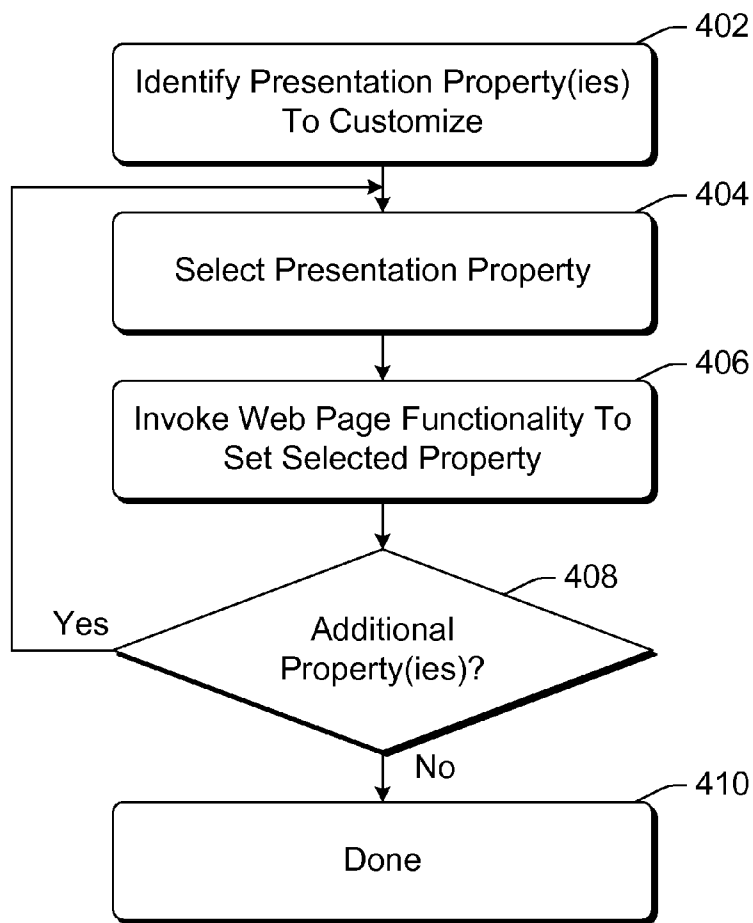 402
Identify Presentation Property(ies)
To Customize
404
Select Presentation Property
406
Invoke Web Page Functionality To
Set Selected Property
408
Yes
Additional
Property(ies)?
No
410
Done